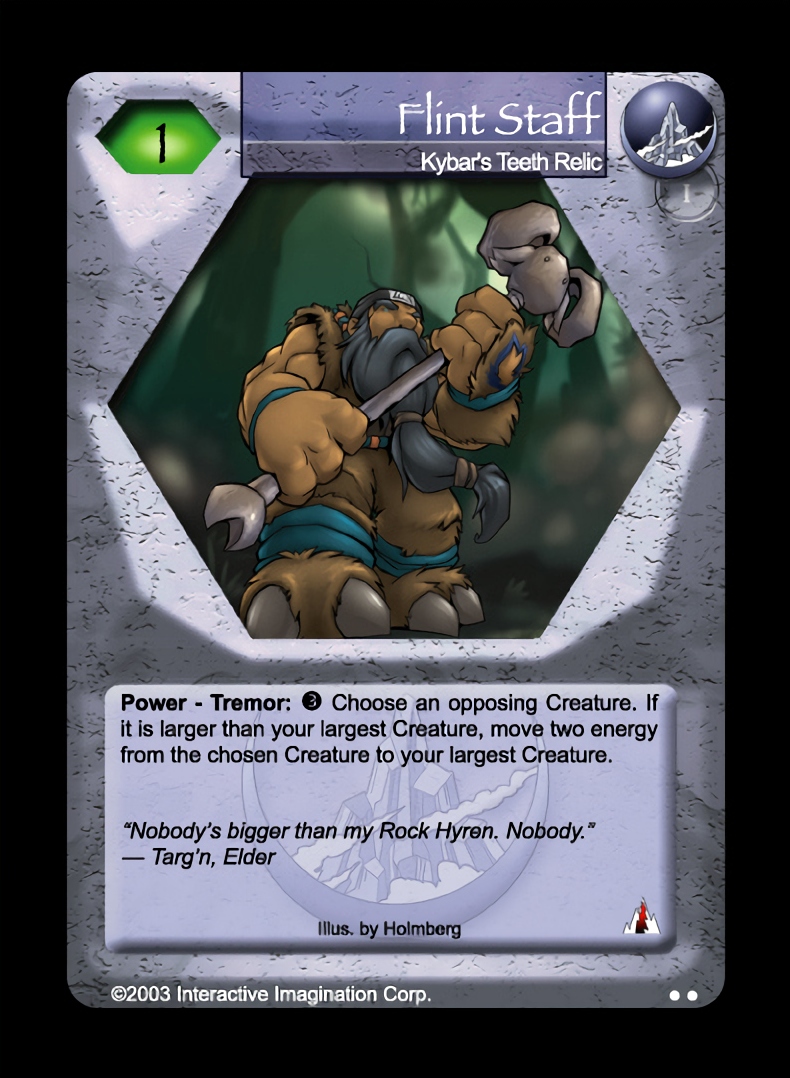 1
Flint Staff
Kybar's Teeth Relic
I
Power - Tremor: ❸ Choose an opposing Creature. If
it is larger than your largest Creature, move two energy
from the chosen Creature to your largest Creature.
“Nobody’s bigger than my Rock Hyren. Nobody.”
— Targ’n, Elder
Illus. by Holmberg
©2003 Interactive Imagination Corp.